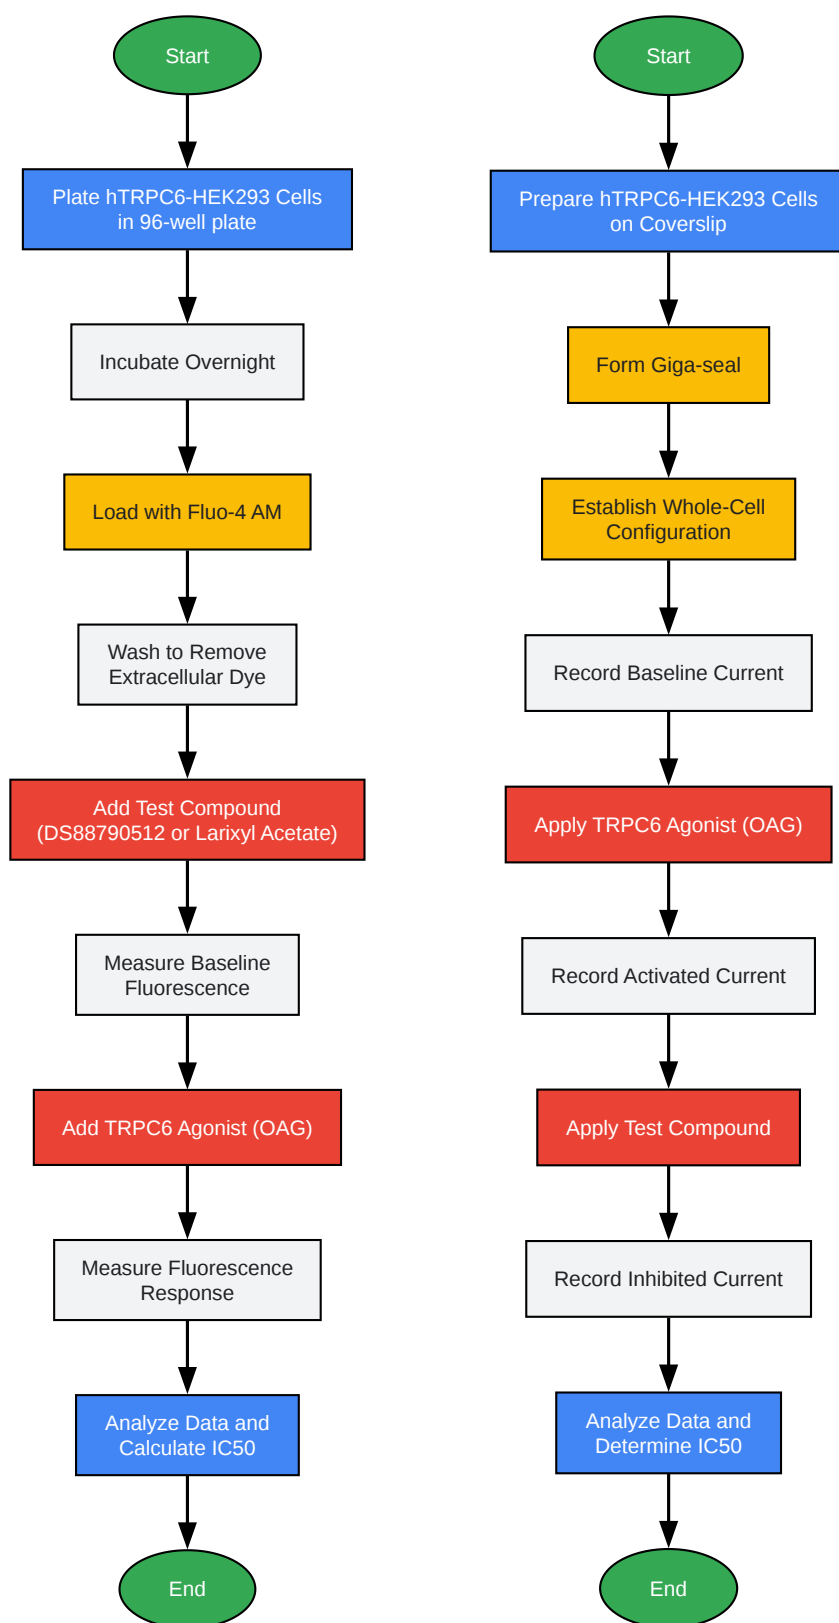 Start
Plate hTRPC6-HEK293 Cells
in 96-well plate
Incubate Overnight
Load with Fluo-4 AM
Wash to Remove
Extracellular Dye
Add Test Compound
(DS88790512 or Larixyl Acetate)
Measure Baseline
Fluorescence
Add TRPC6 Agonist (OAG)
Measure Fluorescence
Response
Analyze Data and
Calculate IC50
End
Start
Prepare hTRPC6-HEK293 Cells
on Coverslip
Form Giga-seal
Establish Whole-Cell
Configuration
Record Baseline Current
Apply TRPC6 Agonist (OAG)
Record Activated Current
Apply Test Compound
Record Inhibited Current
Analyze Data and
Determine IC50
End